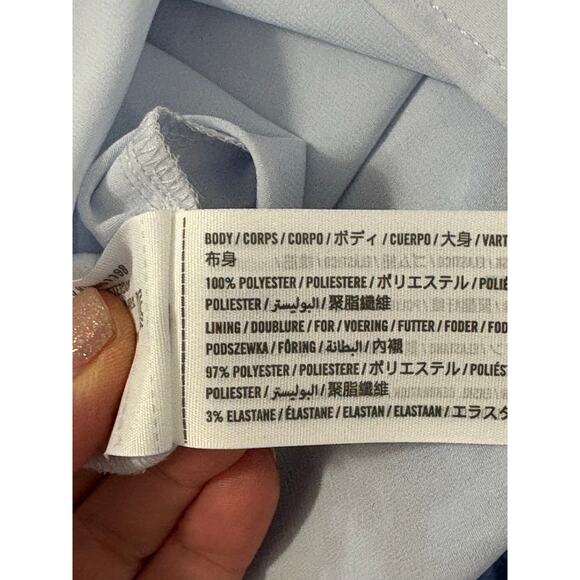 BODY / CORPS / CORPO / ボディ / CUERPO / 大身 / VART
布身
100% POLYESTER / POLIESTERE / ポリエステル / POLIÉ
POLIESTER / البوليستر / 聚脂纖維
LINING / DOUBLURE / FOR / VOERING / FUTTER / FODER / FOD
PODSZEWKA / FÓRING / البطانة / 內襯
97% POLYESTER / POLIESTERE / ポリエステル / POLIÉST
POLIESTER / البوليستر / 聚脂纖維
3% ELASTANE / ÉLASTANE / ELASTAN / ELASTAAN / エラスタ